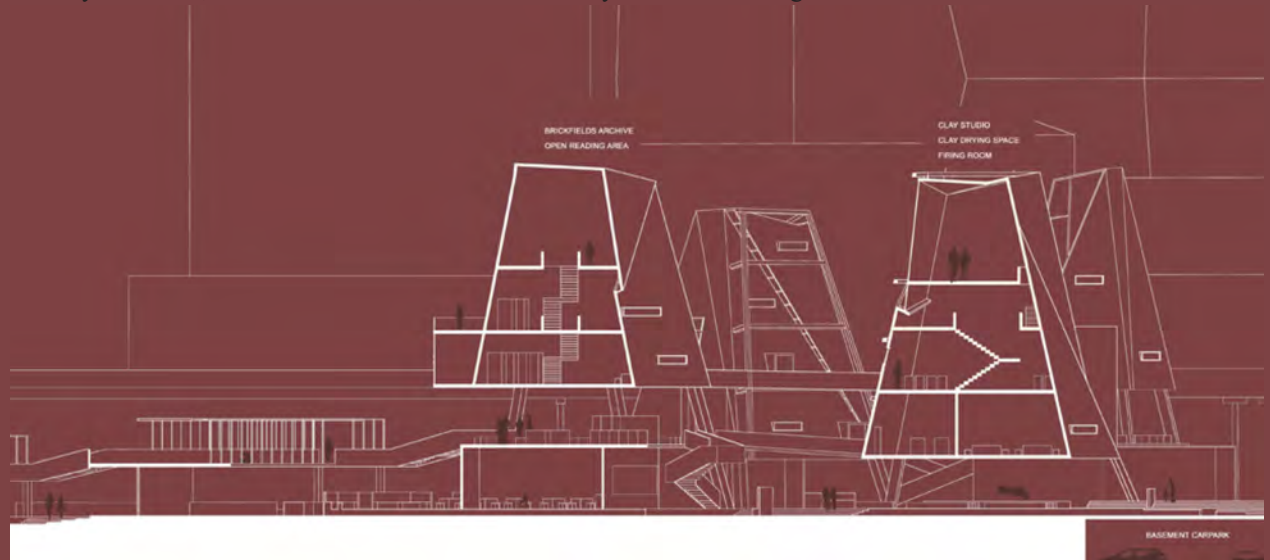 BRICKFIELDS ARCHIVE
OPEN READING AREA
CLAY STUDIO
CLAY DRYING SPACE
FIRING ROOM
BASEMENT CARPARK